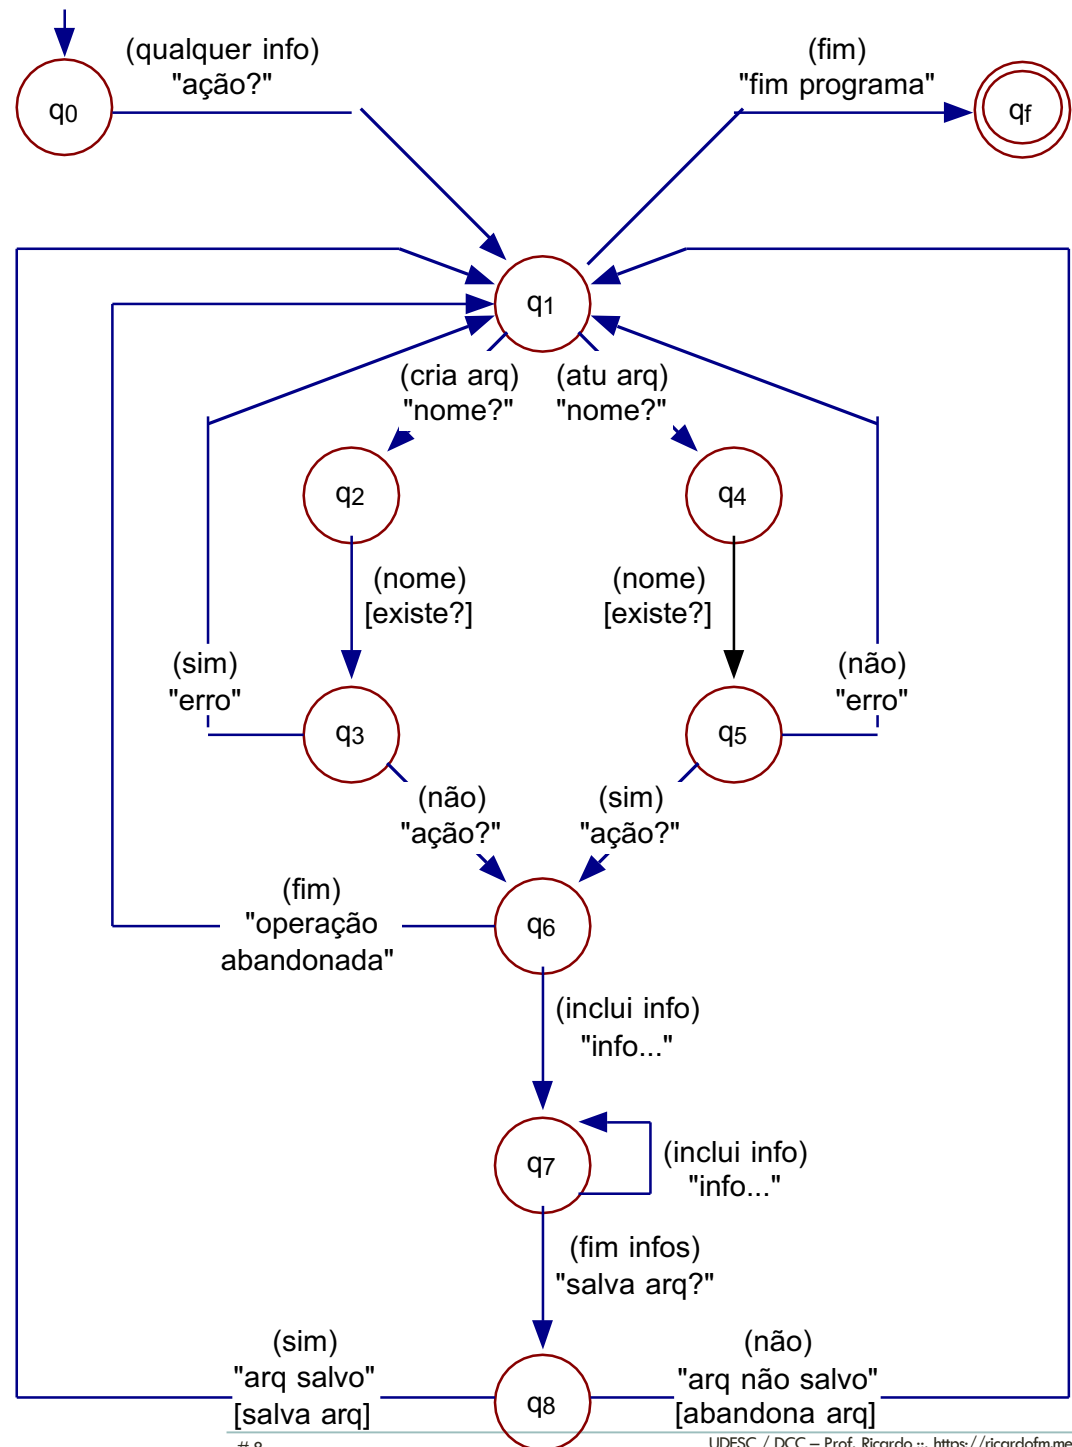 (qualquer info)
"ação?"
(fim)
"fim programa"
q0
qf
q1
(cria arq)
"nome?"
(atu arq)
"nome?"
q2
q4
(nome)
[existe?]
(nome)
[existe?]
(sim)
"erro"
(não)
"erro"
q3
q5
(não)
"ação?"
(sim)
"ação?"
(fim)
"operação
abandonada"
q6
(inclui info)
"info..."
q7
(inclui info)
"info..."
(fim infos)
"salva arq?"
(sim)
"arq salvo"
[salva arq]
(não)
"arq não salvo"
[abandona arq]
q8
UDESC / DCC – Prof. Ricardo ::. https://ricardofm.me